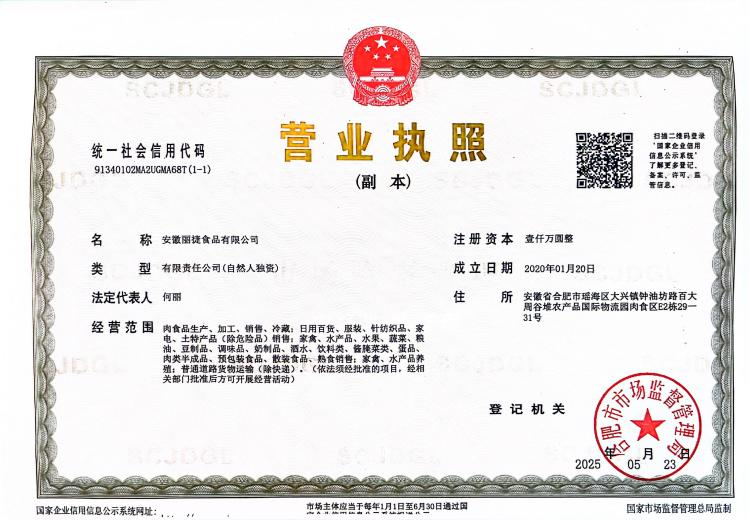 SCJDGL
营业执照
(副 本)
统一社会信用代码
91340102MA2UGMA68T(1-1)
扫描二维码登录
'国家企业信用
信息公示系统'
了解更多登记、
备案、许可、监
管信息。
名 称 安徽丽捷食品有限公司
类 型 有限责任公司(自然人独资)
法定代表人 何丽
经营范围 肉食品生产、加工、销售、冷藏；日用百货、服装、针纺织品、家
电、土特产品（除危险品）销售；家禽、水产品、水果、蔬菜、粮
油、豆制品、调味品、奶制品、酒水、饮料类、酱腌菜类、蛋品、
肉类半成品、预包装食品、散装食品、熟食销售；家禽、水产品养
殖；普通道路货物运输（除快递）。（依法须经批准的项目，经相
关部门批准后方可开展经营活动）
注册资本 壹仟万圆整
成立日期 2020年01月20日
住 所 安徽省合肥市瑶海区大兴镇钟油坊路百大
周谷堆农产品国际物流园肉食区E2栋29—
31号
登记机关
合肥市市场监督管理局
2025 年 05 月 23 日
国家企业信用信息公示系统网址：
市场主体应当于每年1月1日至6月30日通过国
国家市场监督管理总局监制